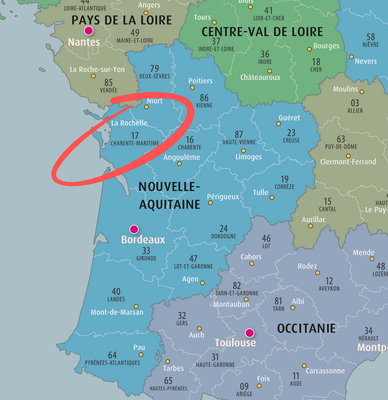 44
LOIRE-ATLANTIQUE
Angers
PAYS DE LA LOIRE
Nantes
49
MAINE-ET-LOIRE
Tours
41
LOIR-ET-CHER
CENTRE-VAL DE LOIRE
37
INDRE-ET-LOIRE
Bourges
58
NIÈVRE
Nevers
La Roche-sur-Yon
85
VENDÉE
79
DEUX-SÈVRES
Poitiers
36
INDRE
Châteauroux
18
CHER
Niort
86
VIENNE
03
ALLIER
La Rochelle
17
CHARENTE-MARITIME
16
CHARENTE
Angoulême
87
HAUTE-VIENNE
Limoges
Guéret
23
CREUSE
63
PUY-DE-DÔME
Clermont-Ferrand
NOUVELLE-
AQUITAINE
Périgueux
Tulle
19
CORRÈZE
15
CANTAL
Aurillac
Le Puy
Bordeaux
33
GIRONDE
24
DORDOGNE
46
LOT
Cahors
Mende
48
LOZÈR
47
LOT-ET-GARONNE
Agen
Rodez
12
AVEYRON
40
LANDES
Mont-de-Marsan
82
TARN-ET-GARONNE
Montauban
81
TARN
Albi
32
GERS
Auch
OCCITANIE
34
HÉRAULT
Montpe
Toulouse
64
PYRÉNÉES-ATLANTIQUES
Pau
Tarbes
65
HAUTES-PYRÉNÉES
31
HAUTE-GARONNE
Foix
09
ARIÈGE
11
AUDE
Carcassonne